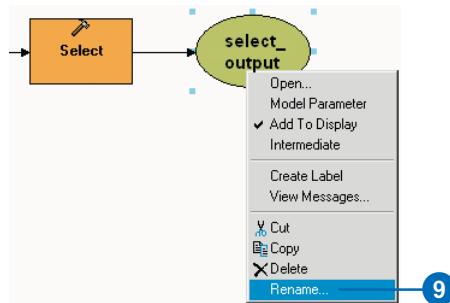 Select
select_
output
Open...
Model Parameter
Add To Display
Intermediate
Create Label
View Messages...
Cut
Copy
Delete
Rename...
9